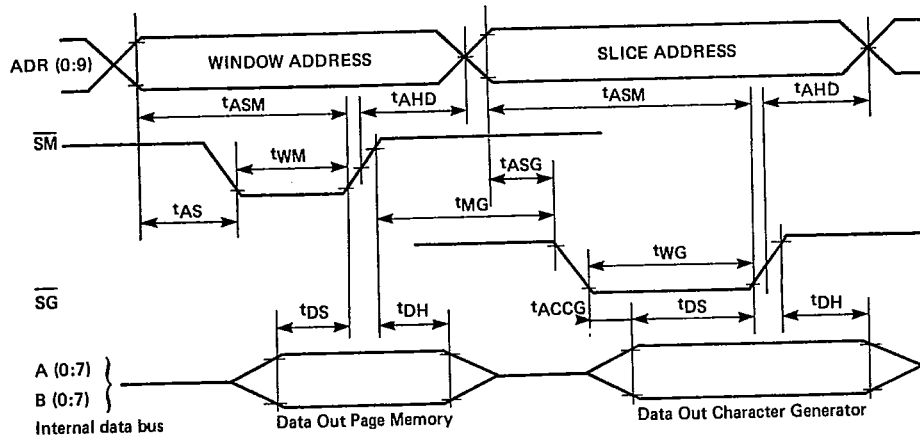 ADR (0:9)
WINDOW ADDRESS
SLICE ADDRESS
tASM
tAHD
tASM
tAHD
SM
tWM
tASG
tAS
tMG
tWG
SG
tDS
tDH
tACCG
tDS
tDH
A (0:7)
B (0:7)
Internal data bus
Data Out Page Memory
Data Out Character Generator